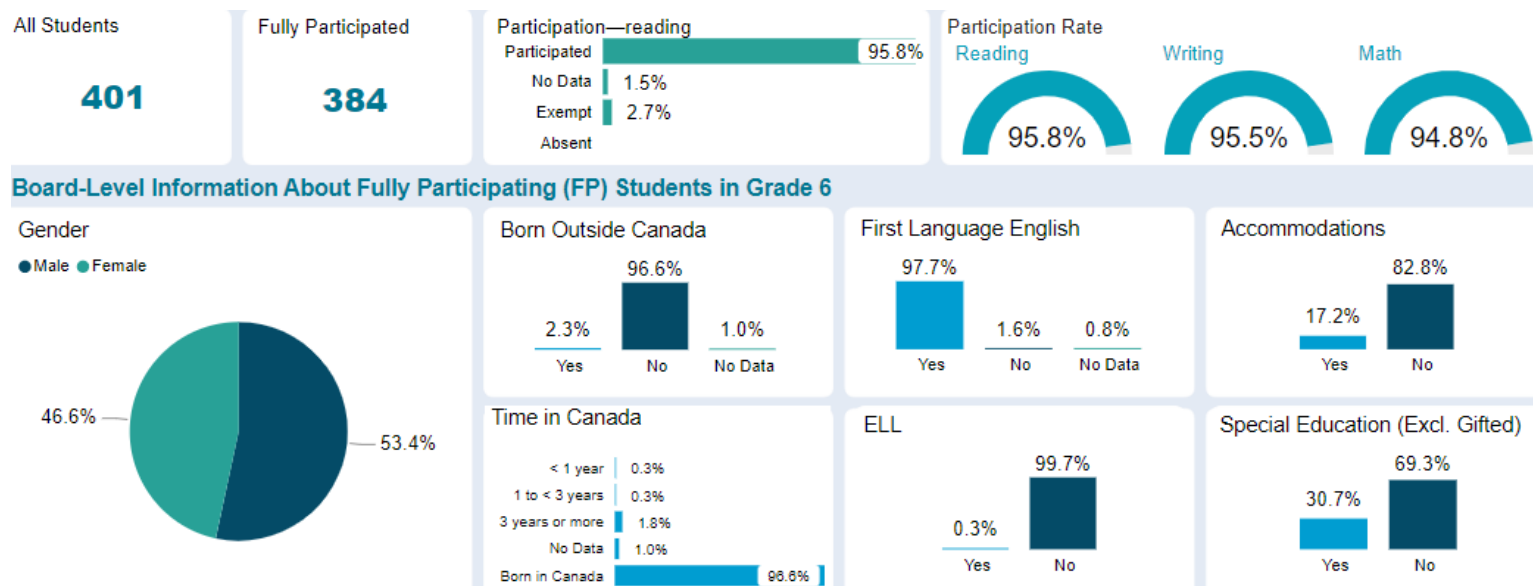 All Students
401
Fully Participated
384
Participation—reading
Participated 95.8%
No Data 1.5%
Exempt 2.7%
Absent
Participation Rate
Reading Writing Math
95.8% 95.5% 94.8%
Board-Level Information About Fully Participating (FP) Students in Grade 6
Gender
Male Female
46.6%
53.4%
Born Outside Canada
96.6%
2.3% 1.0%
Yes No No Data
First Language English
97.7%
1.6% 0.8%
Yes No No Data
Accommodations
82.8%
17.2%
Yes No
Time in Canada
< 1 year 0.3%
1 to < 3 years 0.3%
3 years or more 1.8%
No Data 1.0%
Born in Canada 96.6%
ELL
99.7%
0.3%
Yes No
Special Education (Excl. Gifted)
69.3%
30.7%
Yes No